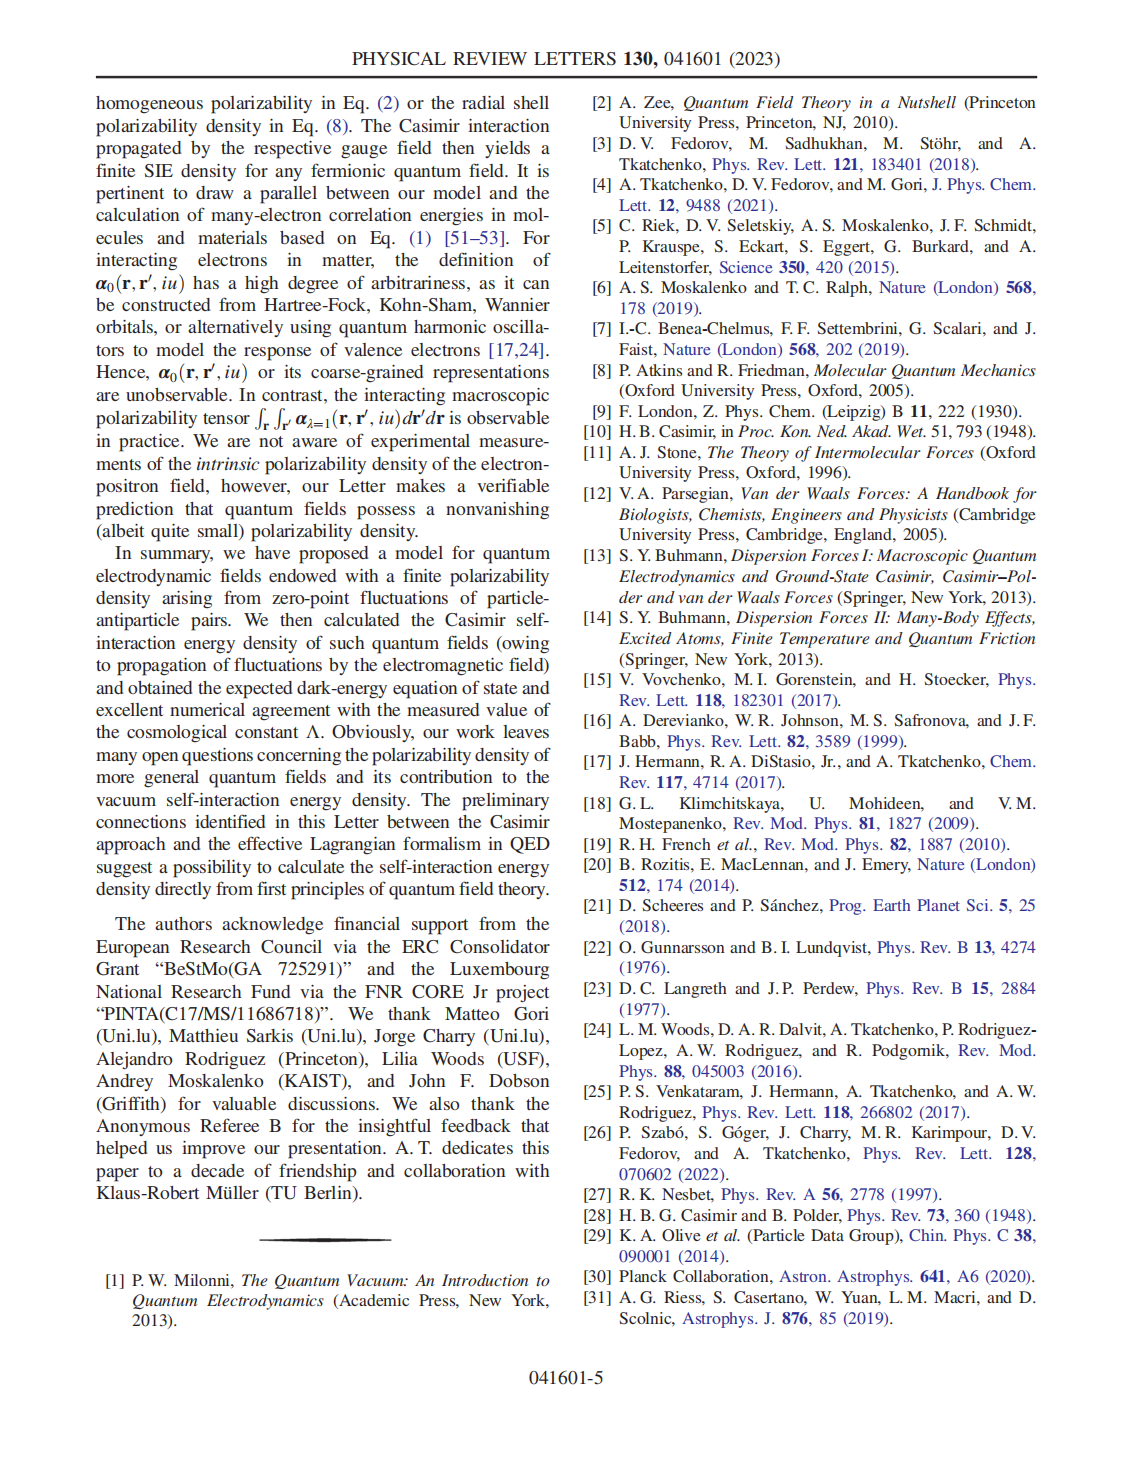 PHYSICAL REVIEW LETTERS 130, 041601 (2023)
homogeneous polarizability in Eq. (2) or the radial shell
polarizability density in Eq. (8). The Casimir interaction
propagated by the respective gauge field then yields a
finite SIE density for any fermionic quantum field. It is
pertinent to draw a parallel between our model and the
calculation of many-electron correlation energies in mol-
ecules and materials based on Eq. (1) [51–53]. For
interacting electrons in matter, the definition of
α₀(r, r′, iu) has a high degree of arbitrariness, as it can
be constructed from Hartree-Fock, Kohn-Sham, Wannier
orbitals, or alternatively using quantum harmonic oscilla-
tors to model the response of valence electrons [17,24].
Hence, α₀(r, r′, iu) or its coarse-grained representations
are unobservable. In contrast, the interacting macroscopic
polarizability tensor ∫ᵣ ∫ᵣ′ α_λ=1(r, r′, iu)dr′dr is observable
in practice. We are not aware of experimental measure-
ments of the intrinsic polarizability density of the electron-
positron field, however, our Letter makes a verifiable
prediction that quantum fields possess a nonvanishing
(albeit quite small) polarizability density.
In summary, we have proposed a model for quantum
electrodynamic fields endowed with a finite polarizability
density arising from zero-point fluctuations of particle-
antiparticle pairs. We then calculated the Casimir self-
interaction energy density of such quantum fields (owing
to propagation of fluctuations by the electromagnetic field)
and obtained the expected dark-energy equation of state and
excellent numerical agreement with the measured value of
the cosmological constant Λ. Obviously, our work leaves
many open questions concerning the polarizability density of
more general quantum fields and its contribution to the
vacuum self-interaction energy density. The preliminary
connections identified in this Letter between the Casimir
approach and the effective Lagrangian formalism in QED
suggest a possibility to calculate the self-interaction energy
density directly from first principles of quantum field theory.
The authors acknowledge financial support from the
European Research Council via the ERC Consolidator
Grant “BeStMo(GA 725291)” and the Luxembourg
National Research Fund via the FNR CORE Jr project
“PINTA(C17/MS/11686718)”. We thank Matteo Gori
(Uni.lu), Matthieu Sarkis (Uni.lu), Jorge Charry (Uni.lu),
Alejandro Rodriguez (Princeton), Lilia Woods (USF),
Andrey Moskalenko (KAIST), and John F. Dobson
(Griffith) for valuable discussions. We also thank the
Anonymous Referee B for the insightful feedback that
helped us improve our presentation. A. T. dedicates this
paper to a decade of friendship and collaboration with
Klaus-Robert Müller (TU Berlin).
[1] P. W. Milonni, The Quantum Vacuum: An Introduction to
Quantum Electrodynamics (Academic Press, New York,
2013).
[2] A. Zee, Quantum Field Theory in a Nutshell (Princeton
University Press, Princeton, NJ, 2010).
[3] D. V. Fedorov, M. Sadhukhan, M. Stöhr, and A.
Tkatchenko, Phys. Rev. Lett. 121, 183401 (2018).
[4] A. Tkatchenko, D. V. Fedorov, and M. Gori, J. Phys. Chem.
Lett. 12, 9488 (2021).
[5] C. Riek, D. V. Seletskiy, A. S. Moskalenko, J. F. Schmidt,
P. Krauspe, S. Eckart, S. Eggert, G. Burkard, and A.
Leitenstorfer, Science 350, 420 (2015).
[6] A. S. Moskalenko and T. C. Ralph, Nature (London) 568,
178 (2019).
[7] I.-C. Benea-Chelmus, F. F. Settembrini, G. Scalari, and J.
Faist, Nature (London) 568, 202 (2019).
[8] P. Atkins and R. Friedman, Molecular Quantum Mechanics
(Oxford University Press, Oxford, 2005).
[9] F. London, Z. Phys. Chem. (Leipzig) B 11, 222 (1930).
[10] H. B. Casimir, in Proc. Kon. Ned. Akad. Wet. 51, 793 (1948).
[11] A. J. Stone, The Theory of Intermolecular Forces (Oxford
University Press, Oxford, 1996).
[12] V. A. Parsegian, Van der Waals Forces: A Handbook for
Biologists, Chemists, Engineers and Physicists (Cambridge
University Press, Cambridge, England, 2005).
[13] S. Y. Buhmann, Dispersion Forces I: Macroscopic Quantum
Electrodynamics and Ground-State Casimir, Casimir–Pol-
der and van der Waals Forces (Springer, New York, 2013).
[14] S. Y. Buhmann, Dispersion Forces II: Many-Body Effects,
Excited Atoms, Finite Temperature and Quantum Friction
(Springer, New York, 2013).
[15] V. Vovchenko, M. I. Gorenstein, and H. Stoecker, Phys.
Rev. Lett. 118, 182301 (2017).
[16] A. Derevianko, W. R. Johnson, M. S. Safronova, and J. F.
Babb, Phys. Rev. Lett. 82, 3589 (1999).
[17] J. Hermann, R. A. DiStasio, Jr., and A. Tkatchenko, Chem.
Rev. 117, 4714 (2017).
[18] G. L. Klimchitskaya, U. Mohideen, and V. M.
Mostepanenko, Rev. Mod. Phys. 81, 1827 (2009).
[19] R. H. French et al., Rev. Mod. Phys. 82, 1887 (2010).
[20] B. Rozitis, E. MacLennan, and J. Emery, Nature (London)
512, 174 (2014).
[21] D. Scheeres and P. Sánchez, Prog. Earth Planet Sci. 5, 25
(2018).
[22] O. Gunnarsson and B. I. Lundqvist, Phys. Rev. B 13, 4274
(1976).
[23] D. C. Langreth and J. P. Perdew, Phys. Rev. B 15, 2884
(1977).
[24] L. M. Woods, D. A. R. Dalvit, A. Tkatchenko, P. Rodriguez-
Lopez, A. W. Rodriguez, and R. Podgornik, Rev. Mod.
Phys. 88, 045003 (2016).
[25] P. S. Venkataram, J. Hermann, A. Tkatchenko, and A. W.
Rodriguez, Phys. Rev. Lett. 118, 266802 (2017).
[26] P. Szabó, S. Góger, J. Charry, M. R. Karimpour, D. V.
Fedorov, and A. Tkatchenko, Phys. Rev. Lett. 128,
070602 (2022).
[27] R. K. Nesbet, Phys. Rev. A 56, 2778 (1997).
[28] H. B. G. Casimir and B. Polder, Phys. Rev. 73, 360 (1948).
[29] K. A. Olive et al. (Particle Data Group), Chin. Phys. C 38,
090001 (2014).
[30] Planck Collaboration, Astron. Astrophys. 641, A6 (2020).
[31] A. G. Riess, S. Casertano, W. Yuan, L. M. Macri, and D.
Scolnic, Astrophys. J. 876, 85 (2019).
041601-5